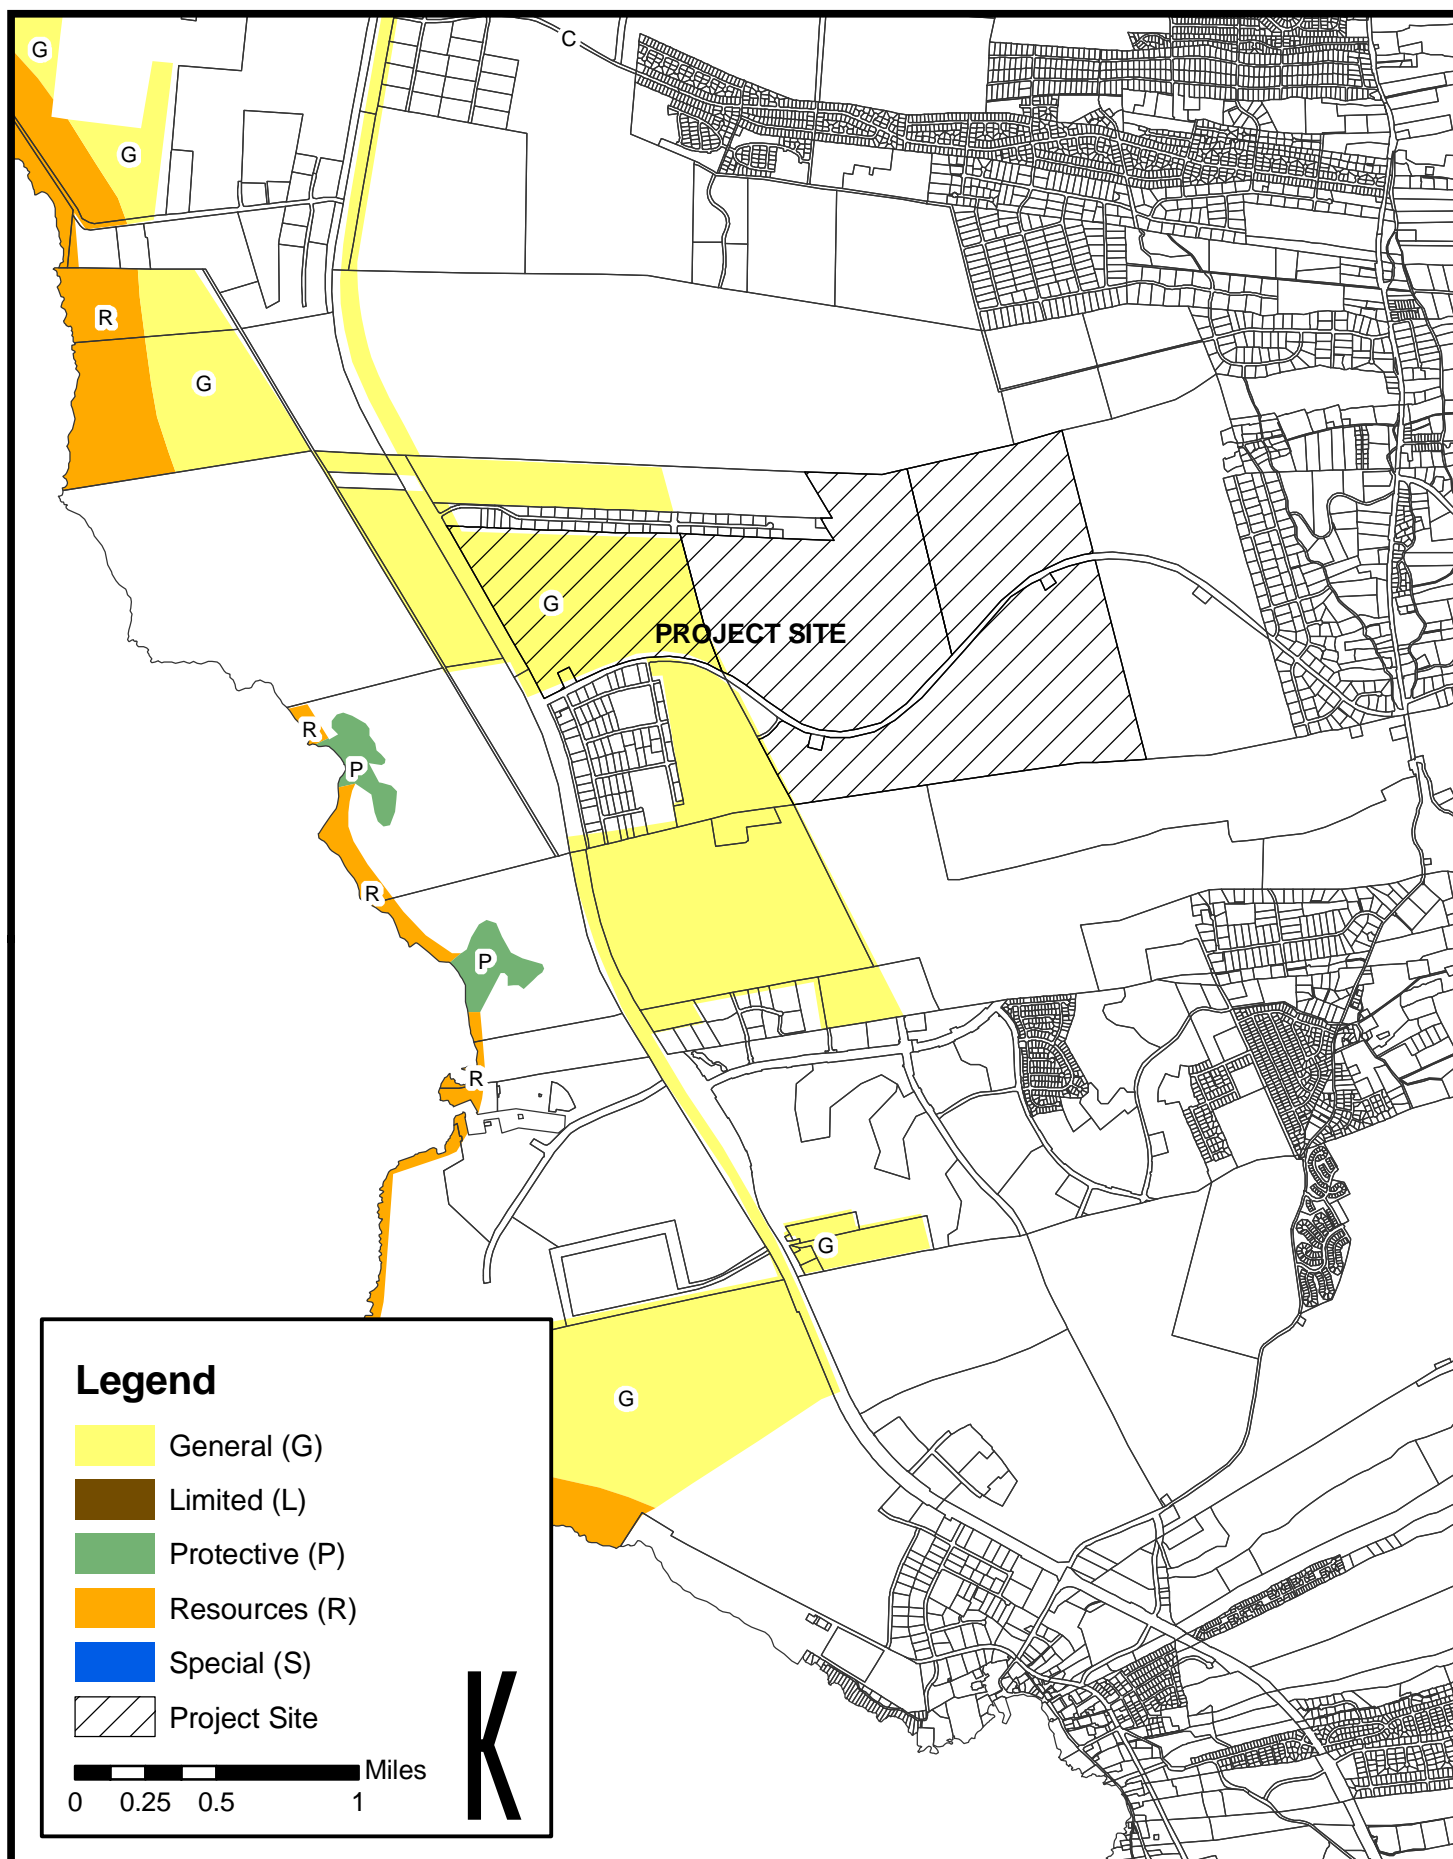 C
G
G
R
G
G
PROJECT SITE
R
P
R
P
R
G
G
Legend
General (G)
Limited (L)
Protective (P)
Resources (R)
Special (S)
Project Site
Miles
0 0.25 0.5 1